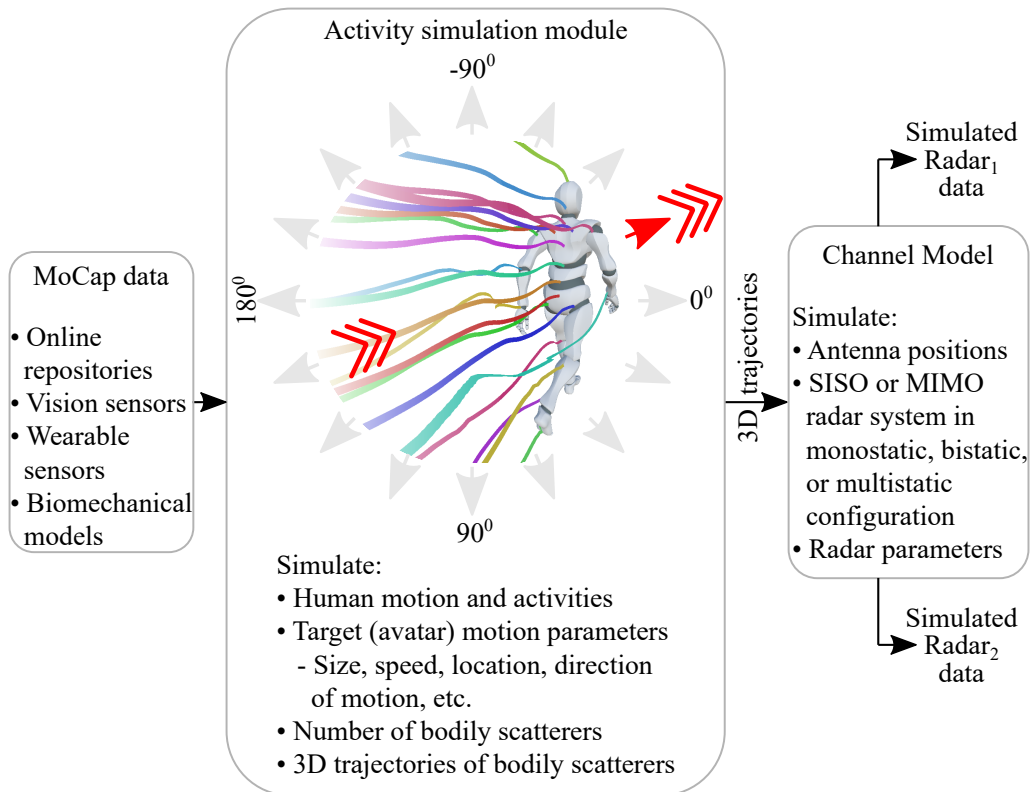 MoCap data
• Online
repositories
• Vision sensors
• Wearable
sensors
• Biomechanical
models
Activity simulation module
-90⁰
180⁰
0⁰
90⁰
Simulate:
• Human motion and activities
• Target (avatar) motion parameters
- Size, speed, location, direction
of motion, etc.
• Number of bodily scatterers
• 3D trajectories of bodily scatterers
3D trajectories
Simulated
Radar₁
data
Channel Model
Simulate:
• Antenna positions
• SISO or MIMO
radar system in
monostatic, bistatic,
or multistatic
configuration
• Radar parameters
Simulated
Radar₂
data